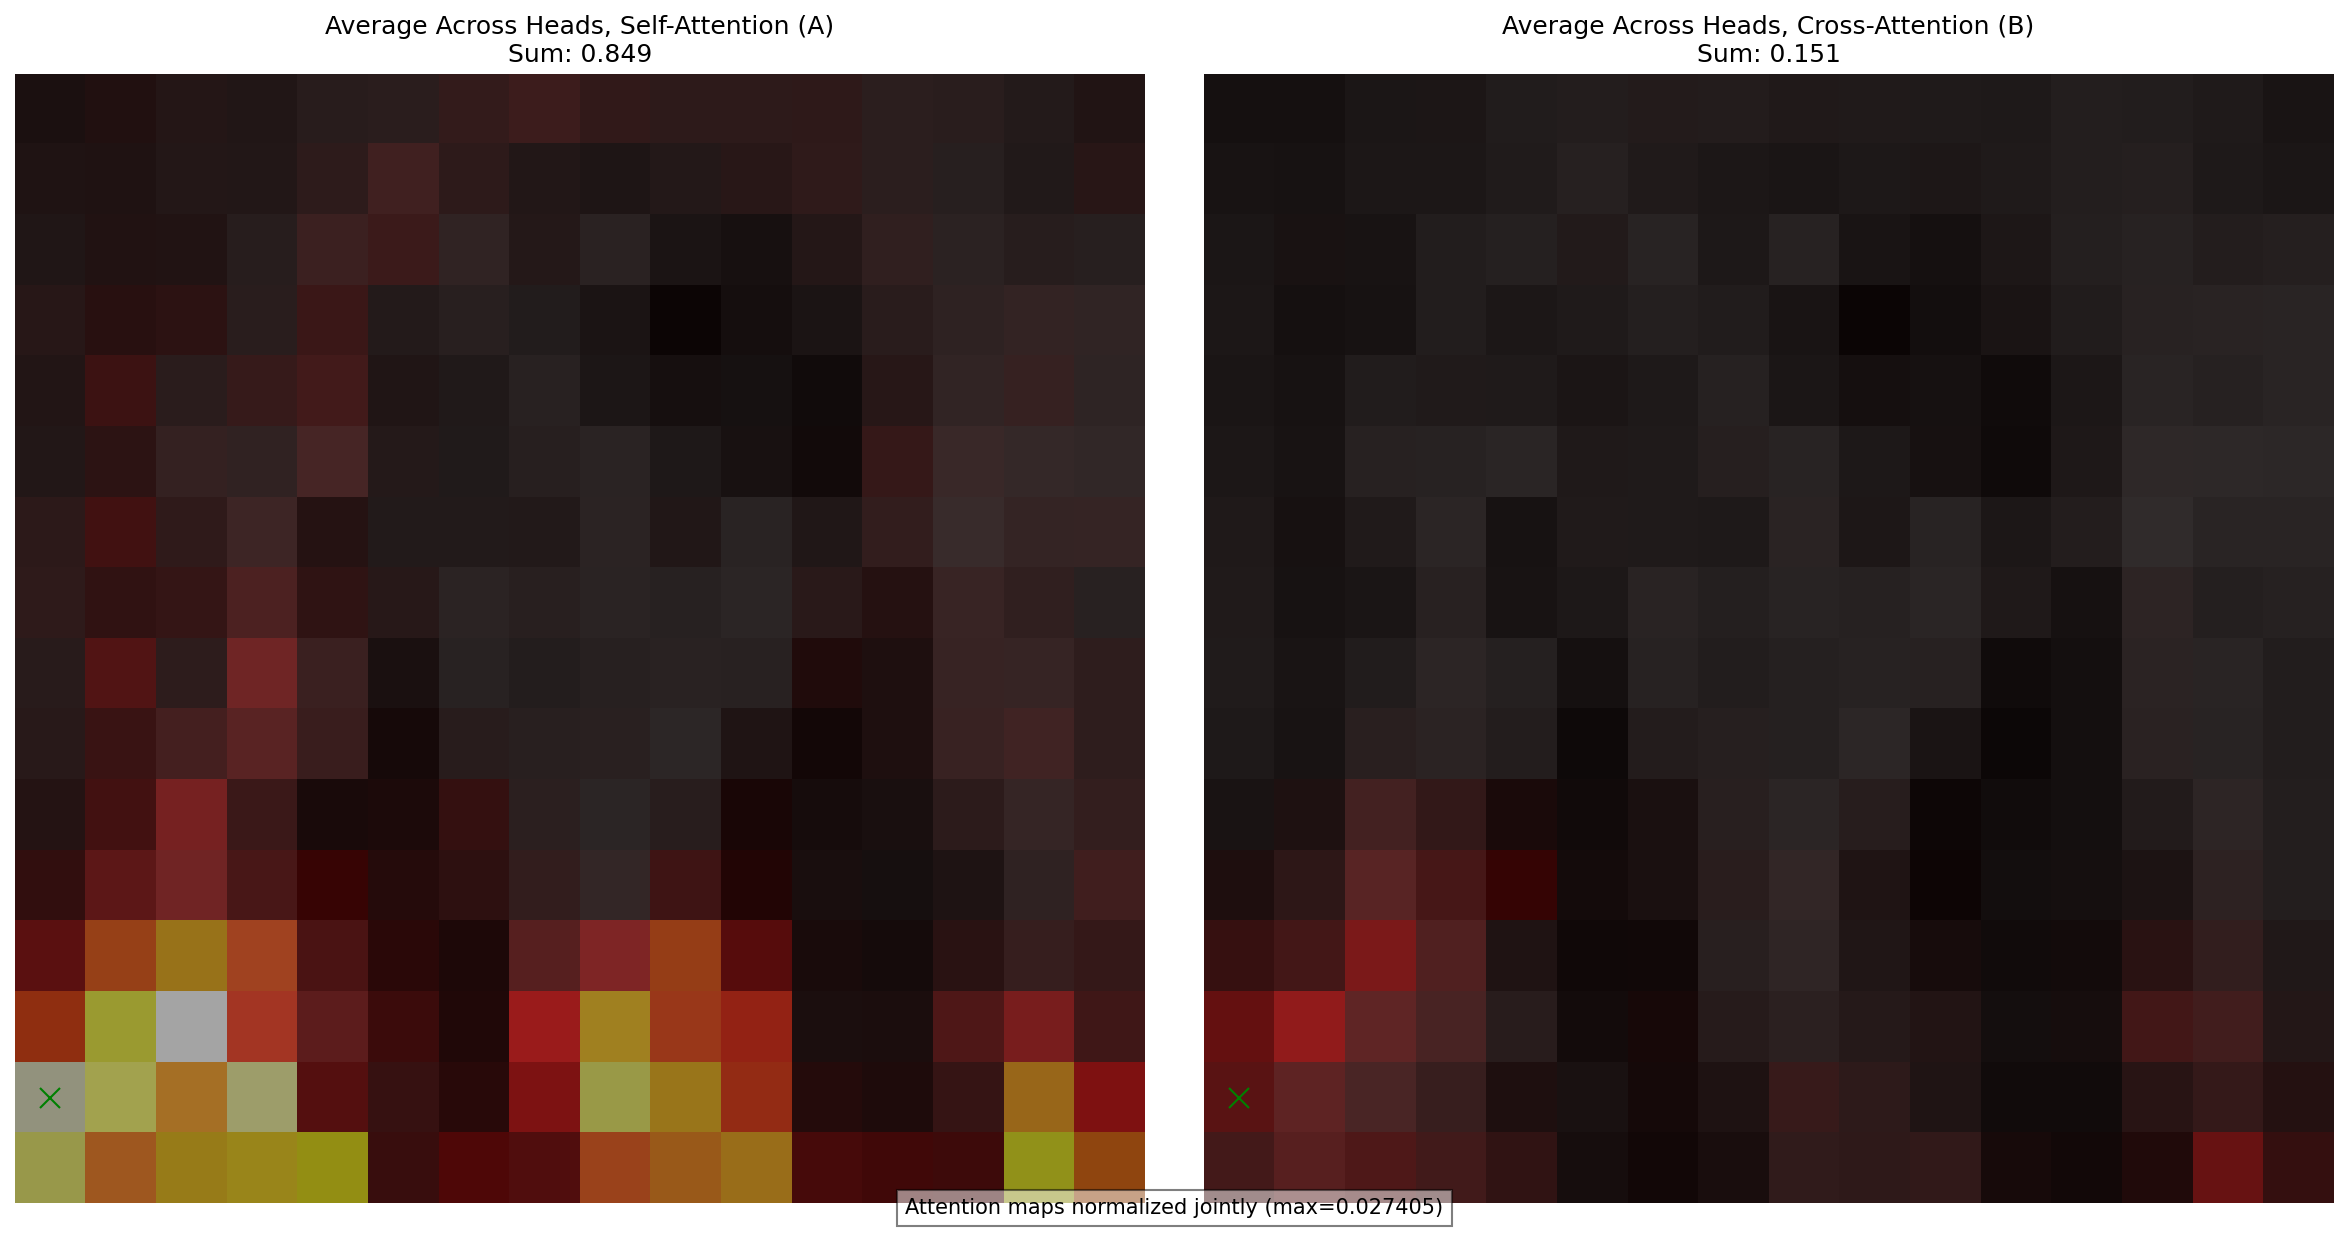 Average Across Heads, Self-Attention (A)
Sum: 0.849
Average Across Heads, Cross-Attention (B)
Sum: 0.151
Attention maps normalized jointly (max=0.027405)